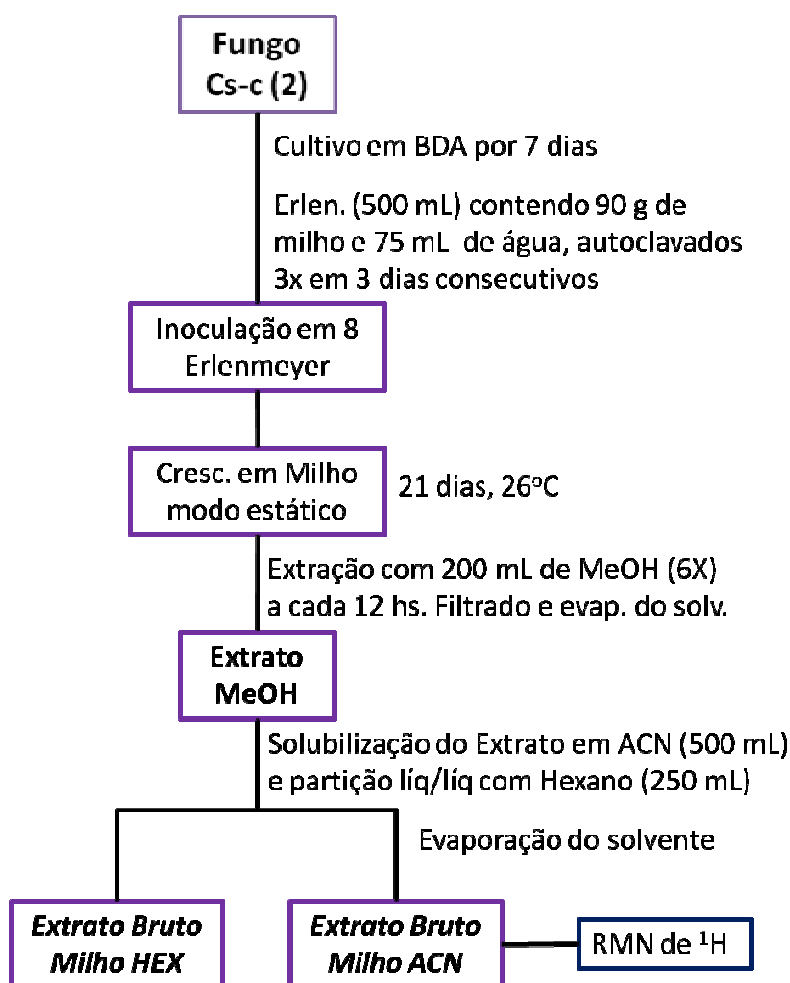 Fungo
Cs-c (2)
Cultivo em BDA por 7 dias
Erlen. (500 mL) contendo 90 g de
milho e 75 mL de água, autoclavados
3x em 3 dias consecutivos
Inoculação em 8
Erlenmeyer
Cresc. em Milho
modo estático
21 dias, 26ºC
Extração com 200 mL de MeOH (6X)
a cada 12 hs. Filtrado e evap. do solv.
Extrato
MeOH
Solubilização do Extrato em ACN (500 mL)
e partição líq/líq com Hexano (250 mL)
Evaporação do solvente
Extrato Bruto
Milho HEX
Extrato Bruto
Milho ACN
RMN de ¹H